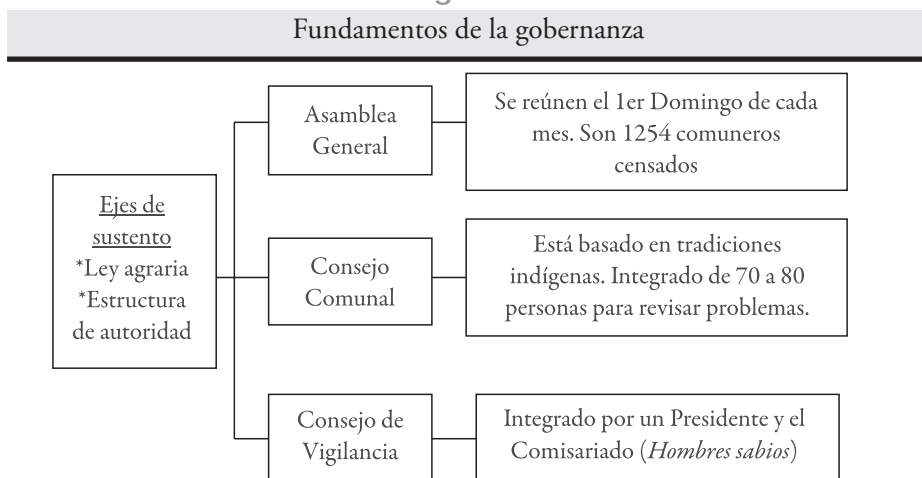 Fundamentos de la gobernanza
Ejes de
sustento
*Ley agraria
*Estructura
de autoridad
Asamblea
General
Se reúnen el 1er Domingo de cada
mes. Son 1254 comuneros
censados
Consejo
Comunal
Está basado en tradiciones
indígenas. Integrado de 70 a 80
personas para revisar problemas.
Consejo de
Vigilancia
Integrado por un Presidente y el
Comisariado (Hombres sabios)